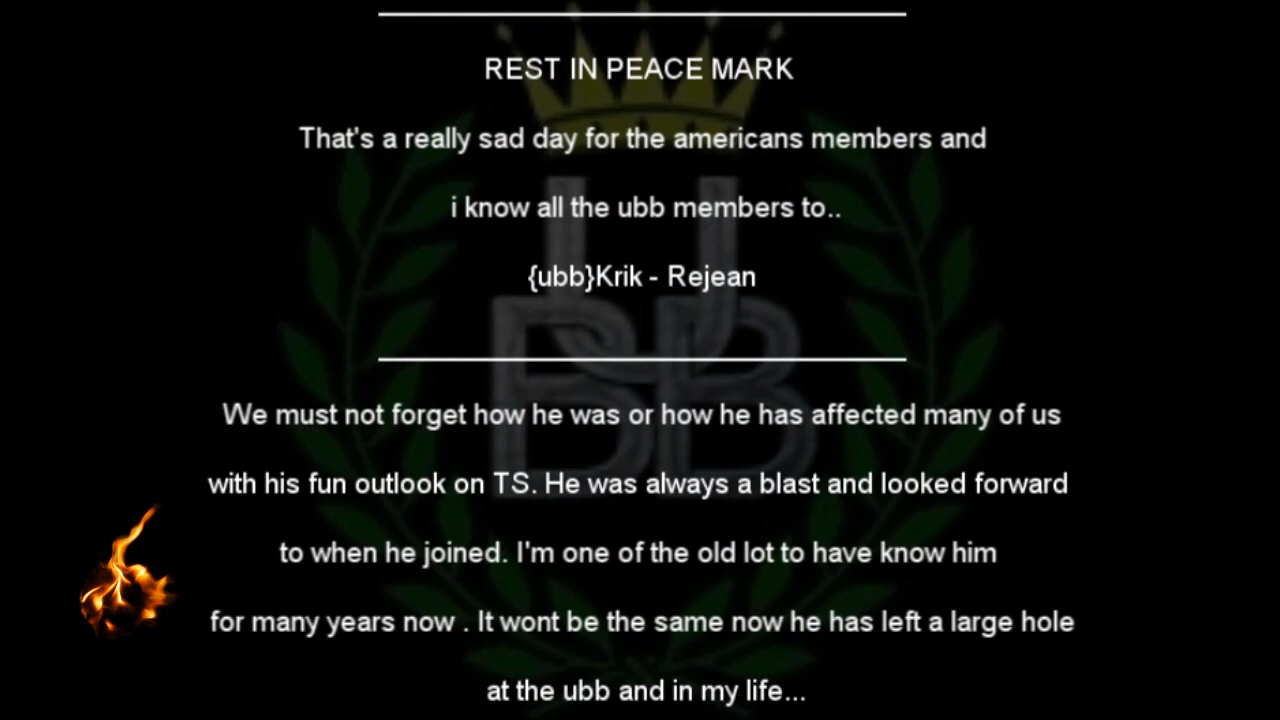 REST IN PEACE MARK
That's a really sad day for the americans members and
i know all the ubb members to..
{ubb}Krik - Rejean
We must not forget how he was or how he has affected many of us
with his fun outlook on TS. He was always a blast and looked forward
to when he joined. I'm one of the old lot to have know him
for many years now . It wont be the same now he has left a large hole
at the ubb and in my life...
UBB